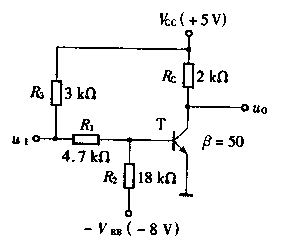 V_CC(+5 V)
R_3 3 kΩ
R_C 2 kΩ
u_O
u_I
R_1
4.7 kΩ
T
β=50
R_2 18 kΩ
-V_BB(-8 V)